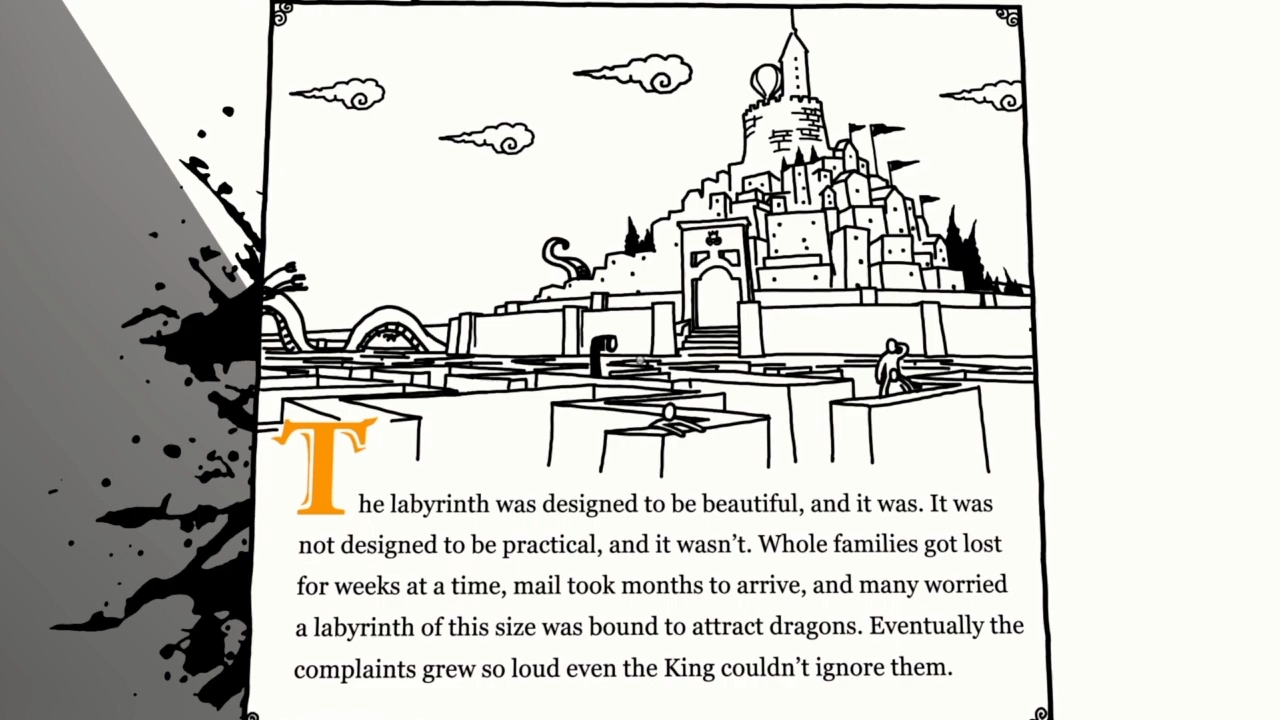 The labyrinth was designed to be beautiful, and it was. It was
not designed to be practical, and it wasn’t. Whole families got lost
for weeks at a time, mail took months to arrive, and many worried
a labyrinth of this size was bound to attract dragons. Eventually the
complaints grew so loud even the King couldn’t ignore them.